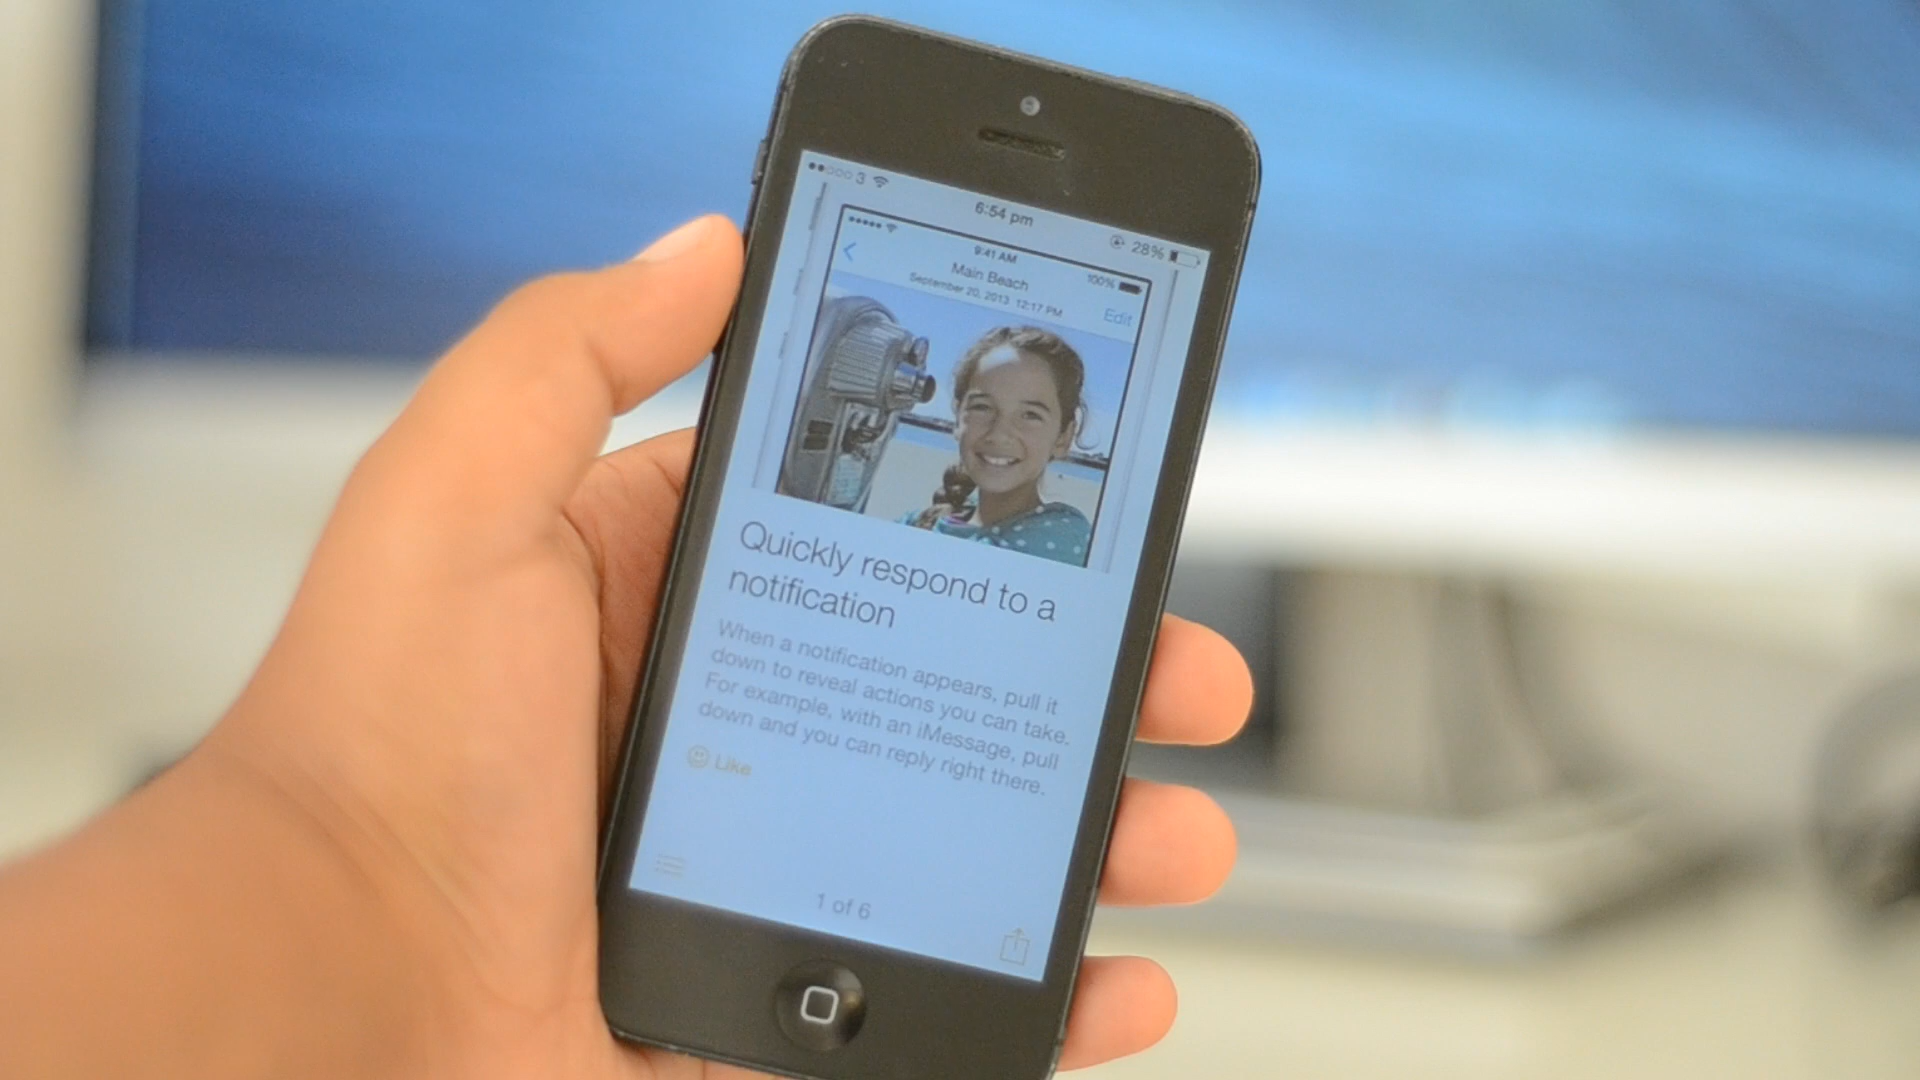 3
6:54 pm
28%
9:41 AM
100%
Main Beach
September 20, 2013 12:17 PM
Edit
Quickly respond to a
notification
When a notification appears, pull it
down to reveal actions you can take.
For example, with an iMessage, pull
down and you can reply right there.
Like
1 of 6